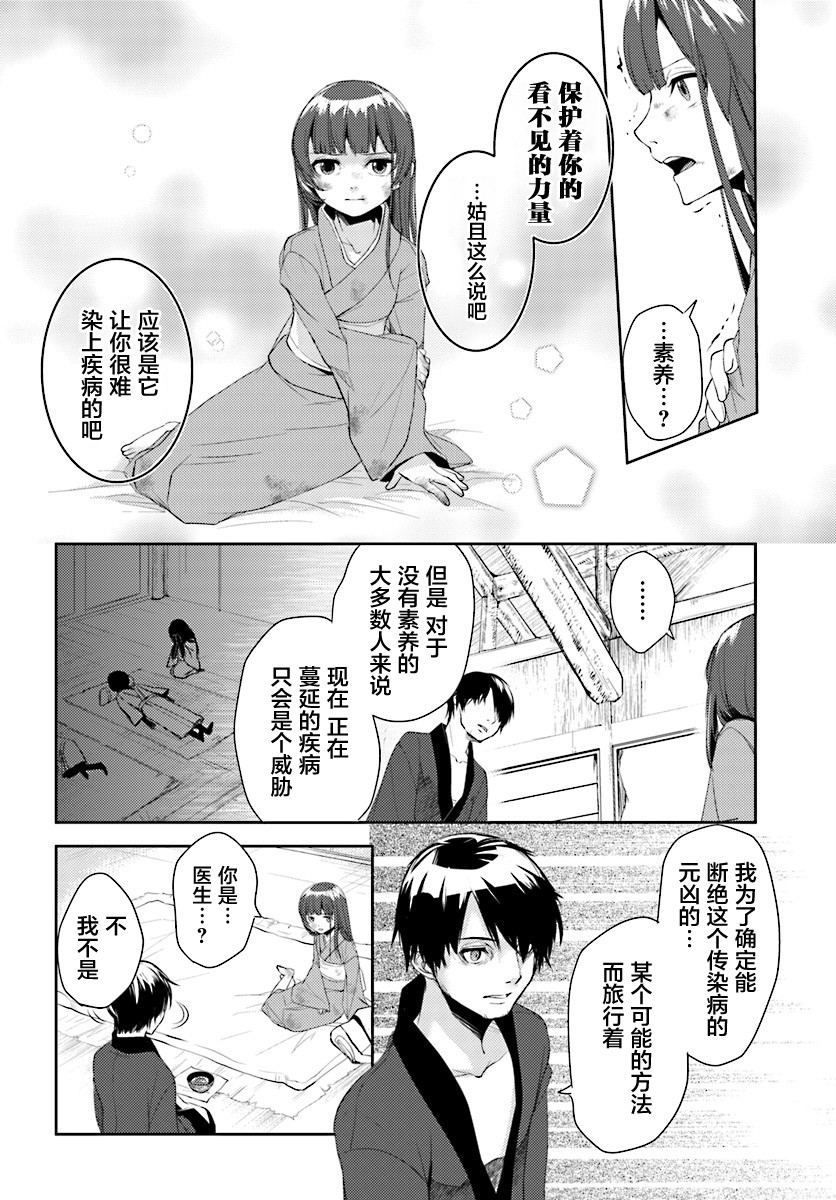 …素养…?
保护着你的
看不见的力量
…姑且这么说吧
应该是它
让你很难
染上疾病的吧
……
但是 对于
没有素养的
大多数人来说
现在 正在
蔓延的疾病
只会是个威胁
我为了确定能
断绝这个传染病的
元凶的…
某个可能的方法
而旅行着
你是…
医生…?
不
我不是